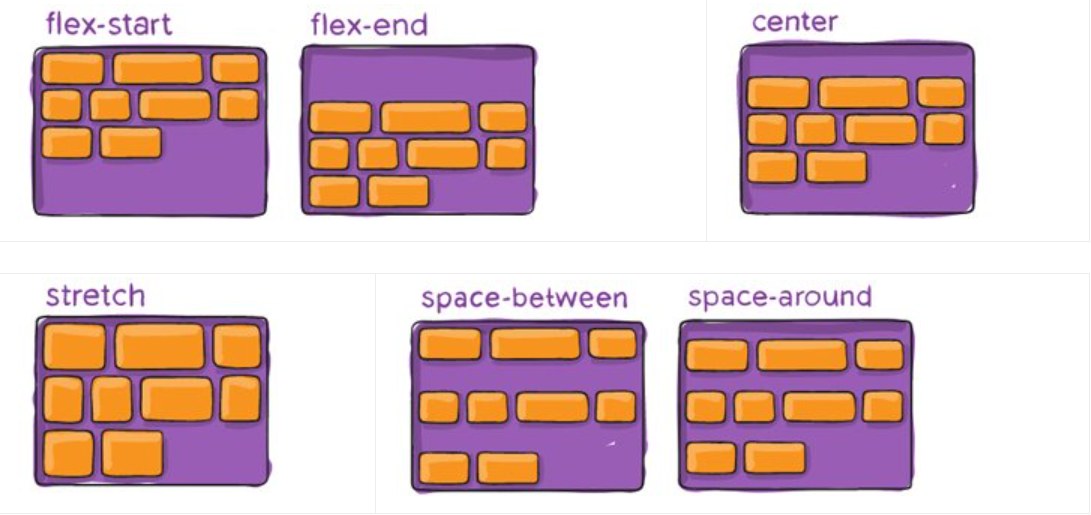 flex-start
flex-end
center
stretch
space-between
space-around